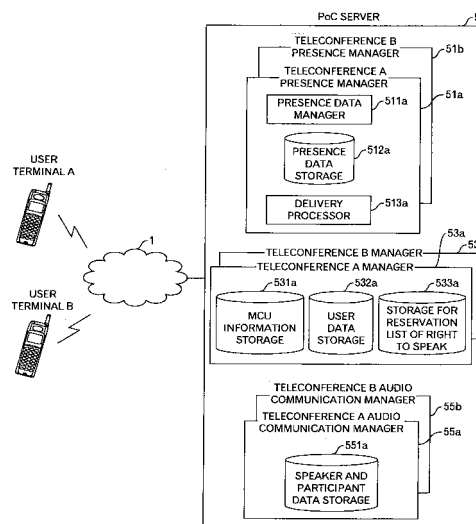 PoC SERVER
5
TELECONFERENCE B
PRESENCE MANAGER
51b
TELECONFERENCE A
PRESENCE MANAGER
51a
PRESENCE DATA
MANAGER
511a
PRESENCE
DATA
STORAGE
512a
DELIVERY
PROCESSOR
513a
USER
TERMINAL A
1
USER
TERMINAL B
53a
53
TELECONFERENCE B MANAGER
TELECONFERENCE A MANAGER
531a
532a
533a
MCU
INFORMATION
STORAGE
USER
DATA
STORAGE
STORAGE FOR
RESERVATION
LIST OF RIGHT
TO SPEAK
TELECONFERENCE B AUDIO
COMMUNICATION MANAGER
55b
TELECONFERENCE A AUDIO
COMMUNICATION MANAGER
55a
551a
SPEAKER AND
PARTICIPANT
DATA STORAGE